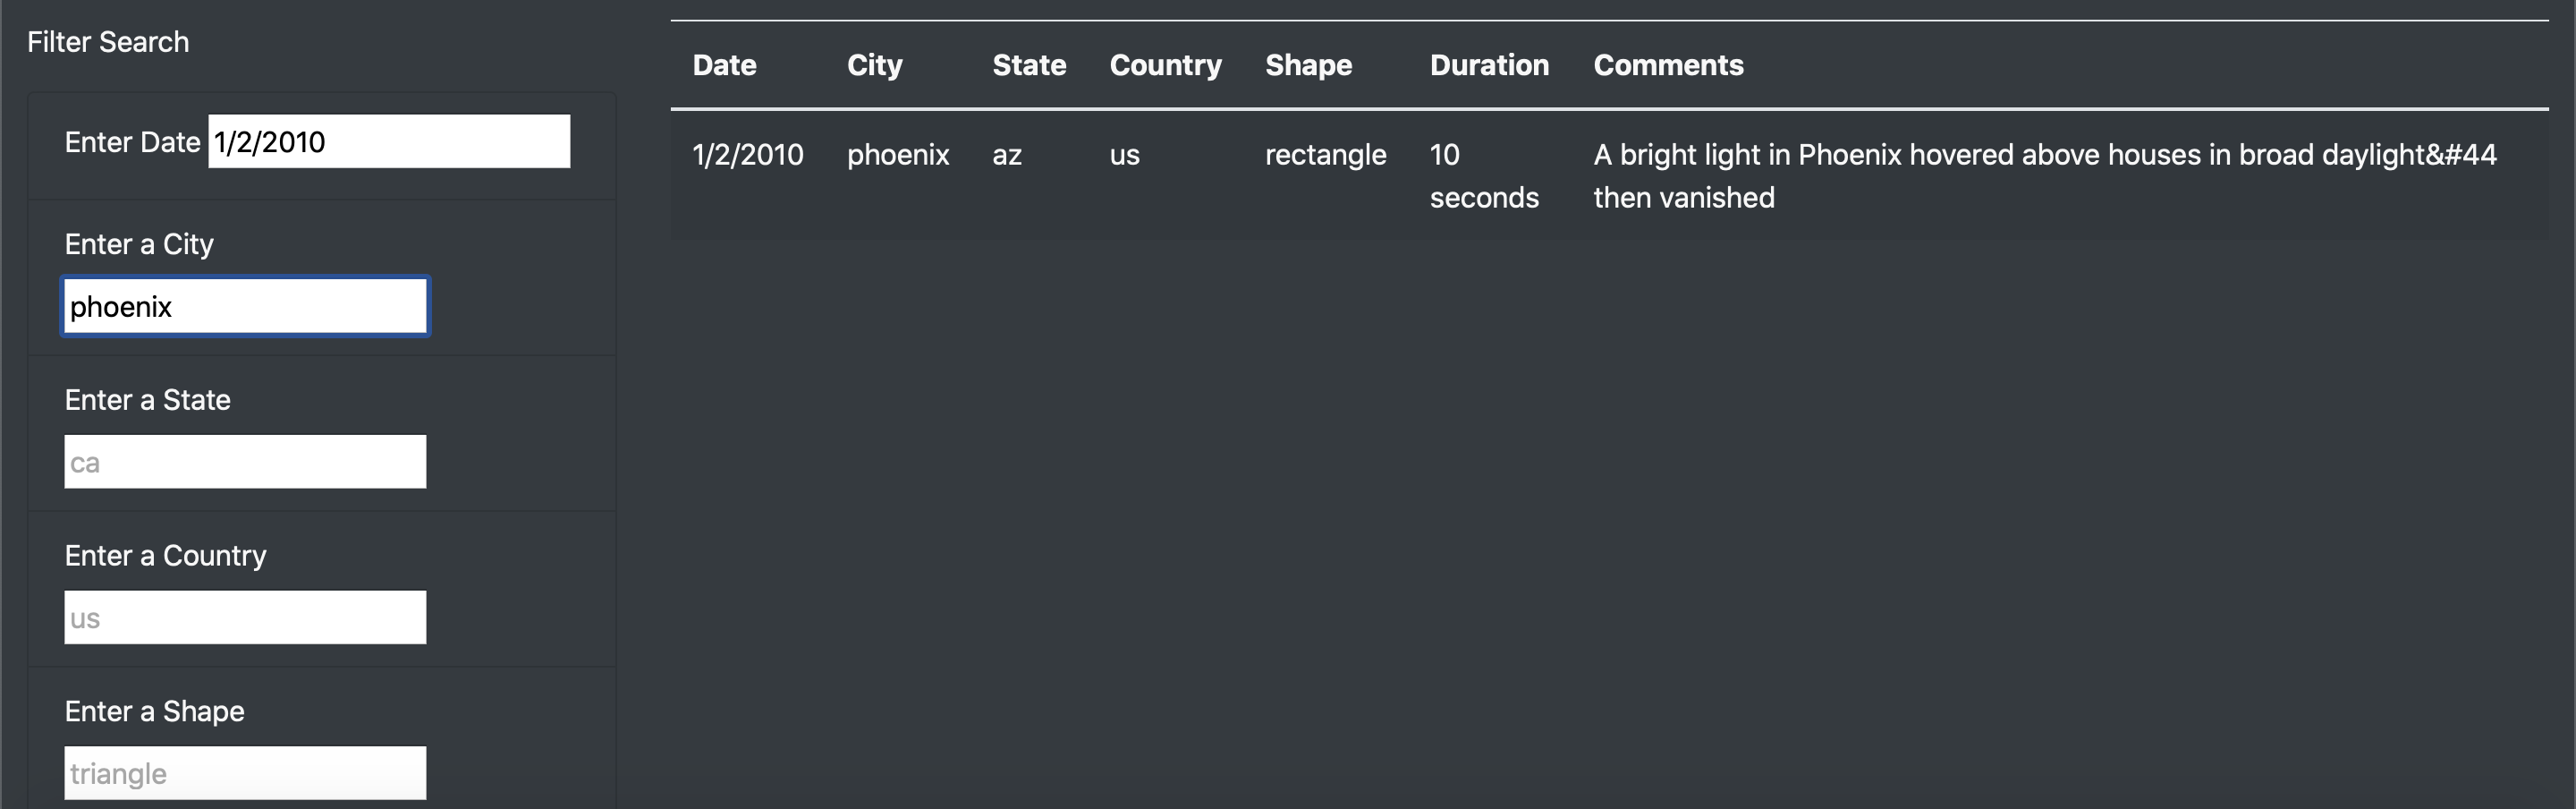 Filter Search
Enter Date 1/2/2010
Enter a City
phoenix
Enter a State
ca
Enter a Country
us
Enter a Shape
triangle
Date City State Country Shape Duration Comments
1/2/2010 phoenix az us rectangle 10 seconds A bright light in Phoenix hovered above houses in broad daylight&#44
then vanished